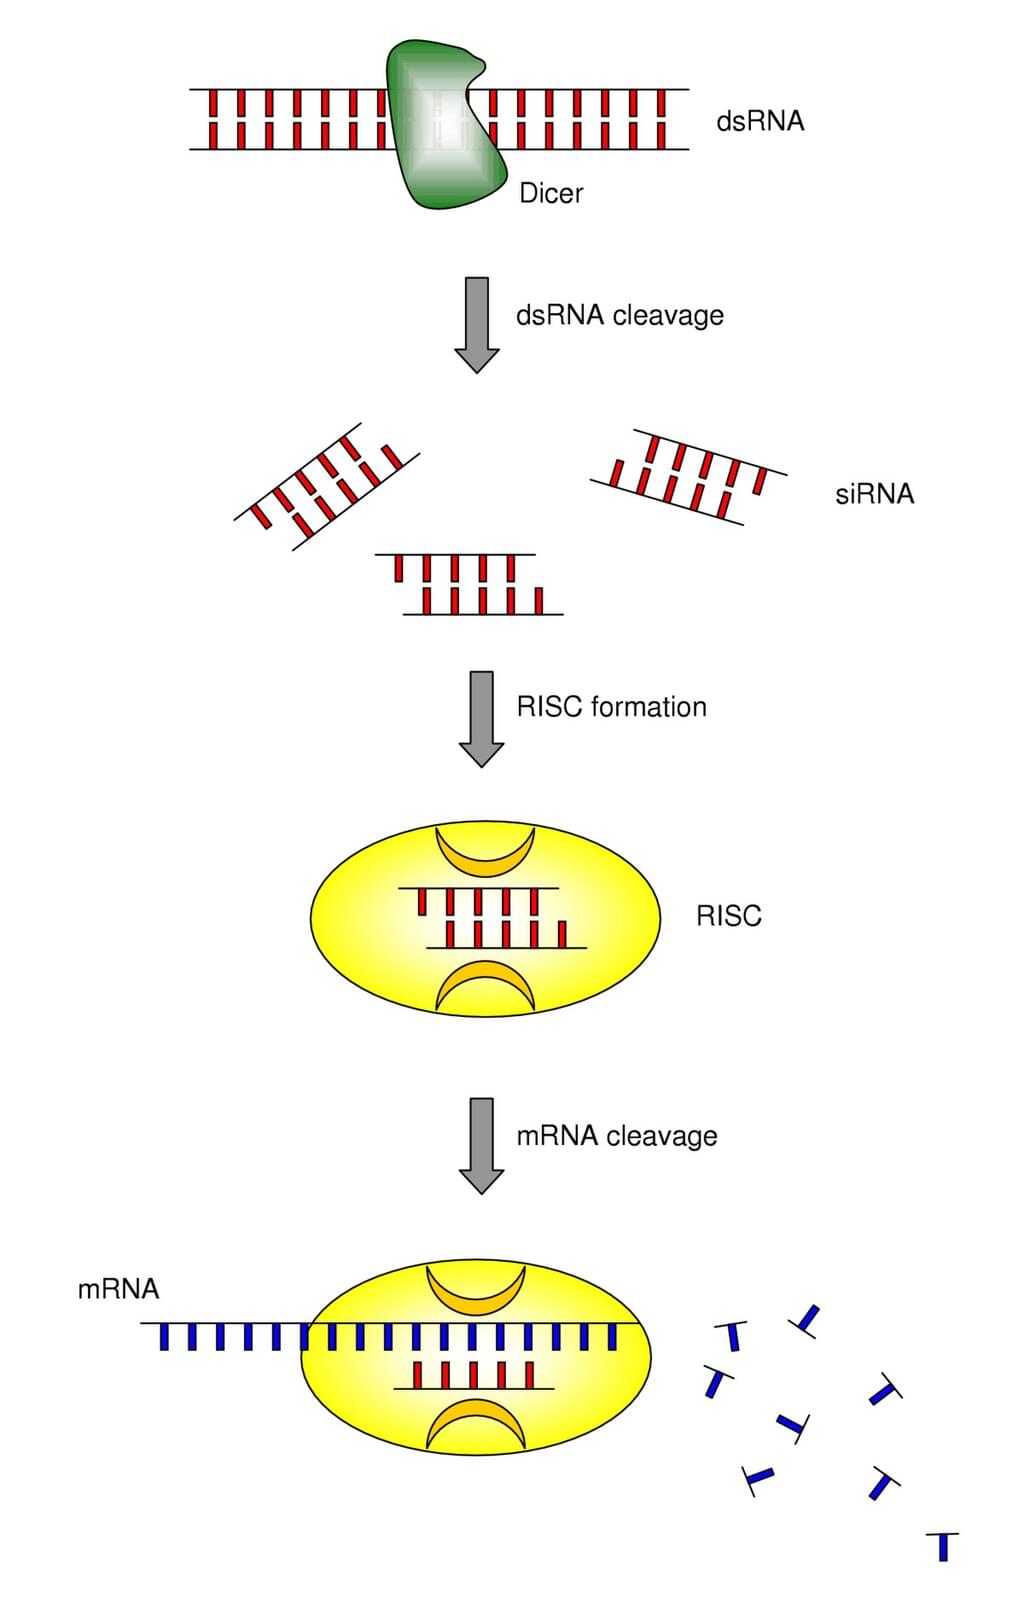 dsRNA
Dicer
dsRNA cleavage
siRNA
RISC formation
RISC
mRNA cleavage
mRNA